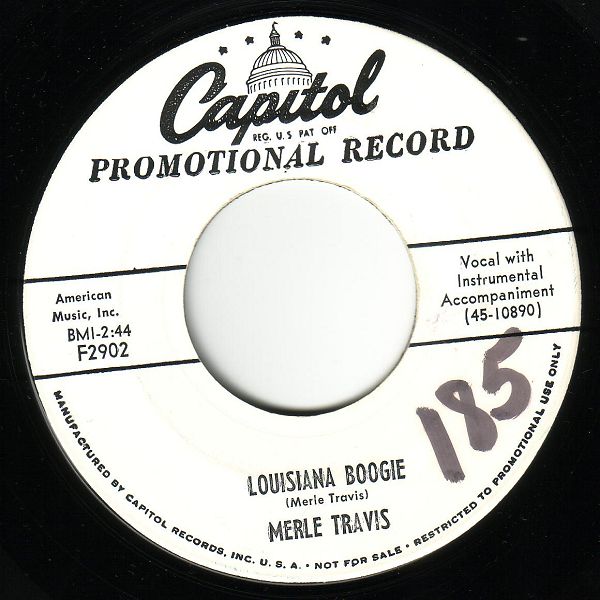 Capitol
REG. U.S. PAT. OFF.
PROMOTIONAL RECORD
American
Music, Inc.
BMI-2:44
F2902
Vocal with
Instrumental
Accompaniment
(45-10890)
185
LOUISIANA BOOGIE
(Merle Travis)
MERLE TRAVIS
MANUFACTURED BY CAPITOL RECORDS, INC. U. S. A. • NOT FOR SALE • RESTRICTED TO PROMOTIONAL USE ONLY